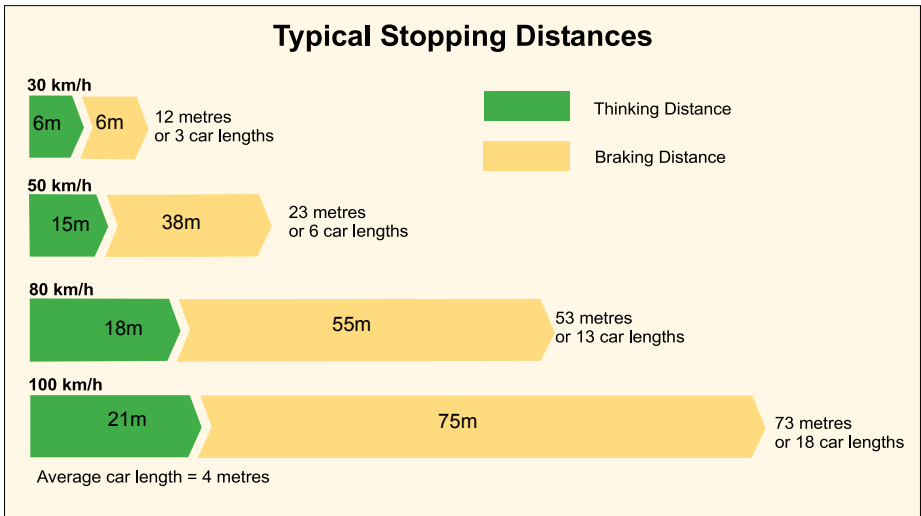 Typical Stopping Distances
30 km/h
6m 6m
12 metres
or 3 car lengths
Thinking Distance
Braking Distance
50 km/h
15m 38m
23 metres
or 6 car lengths
80 km/h
18m 55m
53 metres
or 13 car lengths
100 km/h
21m 75m
73 metres
or 18 car lengths
Average car length = 4 metres